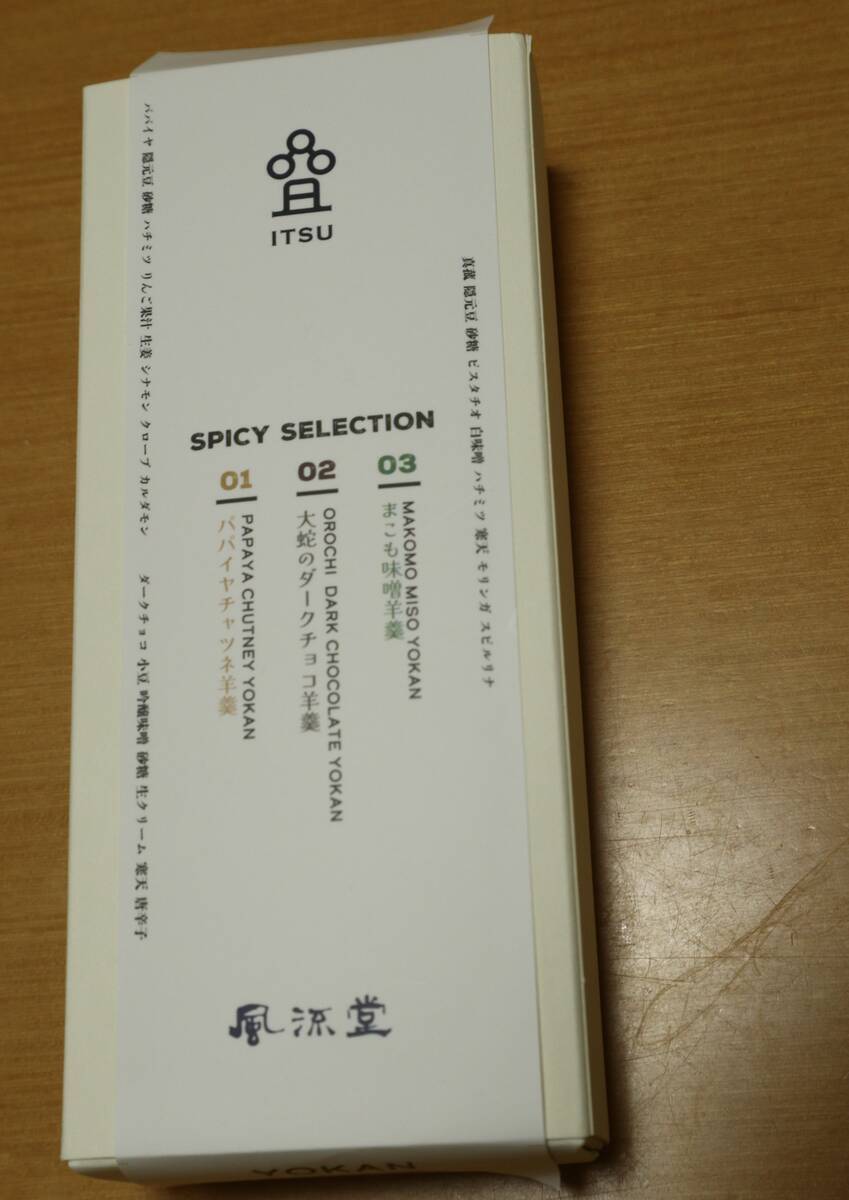 ITSU
SPICY SELECTION
01
PAPAYA CHUTNEY YOKAN
パパイヤチャツネ羊羹
02
OROCHI DARK CHOCOLATE YOKAN
大蛇のダークチョコ羊羹
03
MAKOMO MISO YOKAN
まこも味噌羊羹
真菰 隠元豆 砂糖 ピスタチオ 白味噌 ハチミツ 寒天 モリンガ スピルリナ
パパイヤ 隠元豆 砂糖 ハチミツ りんご果汁 生姜 シナモン クローブ カルダモン
ダークチョコ 小豆 吟醸味噌 砂糖 生クリーム 寒天 唐辛子
風流堂
YOKAN